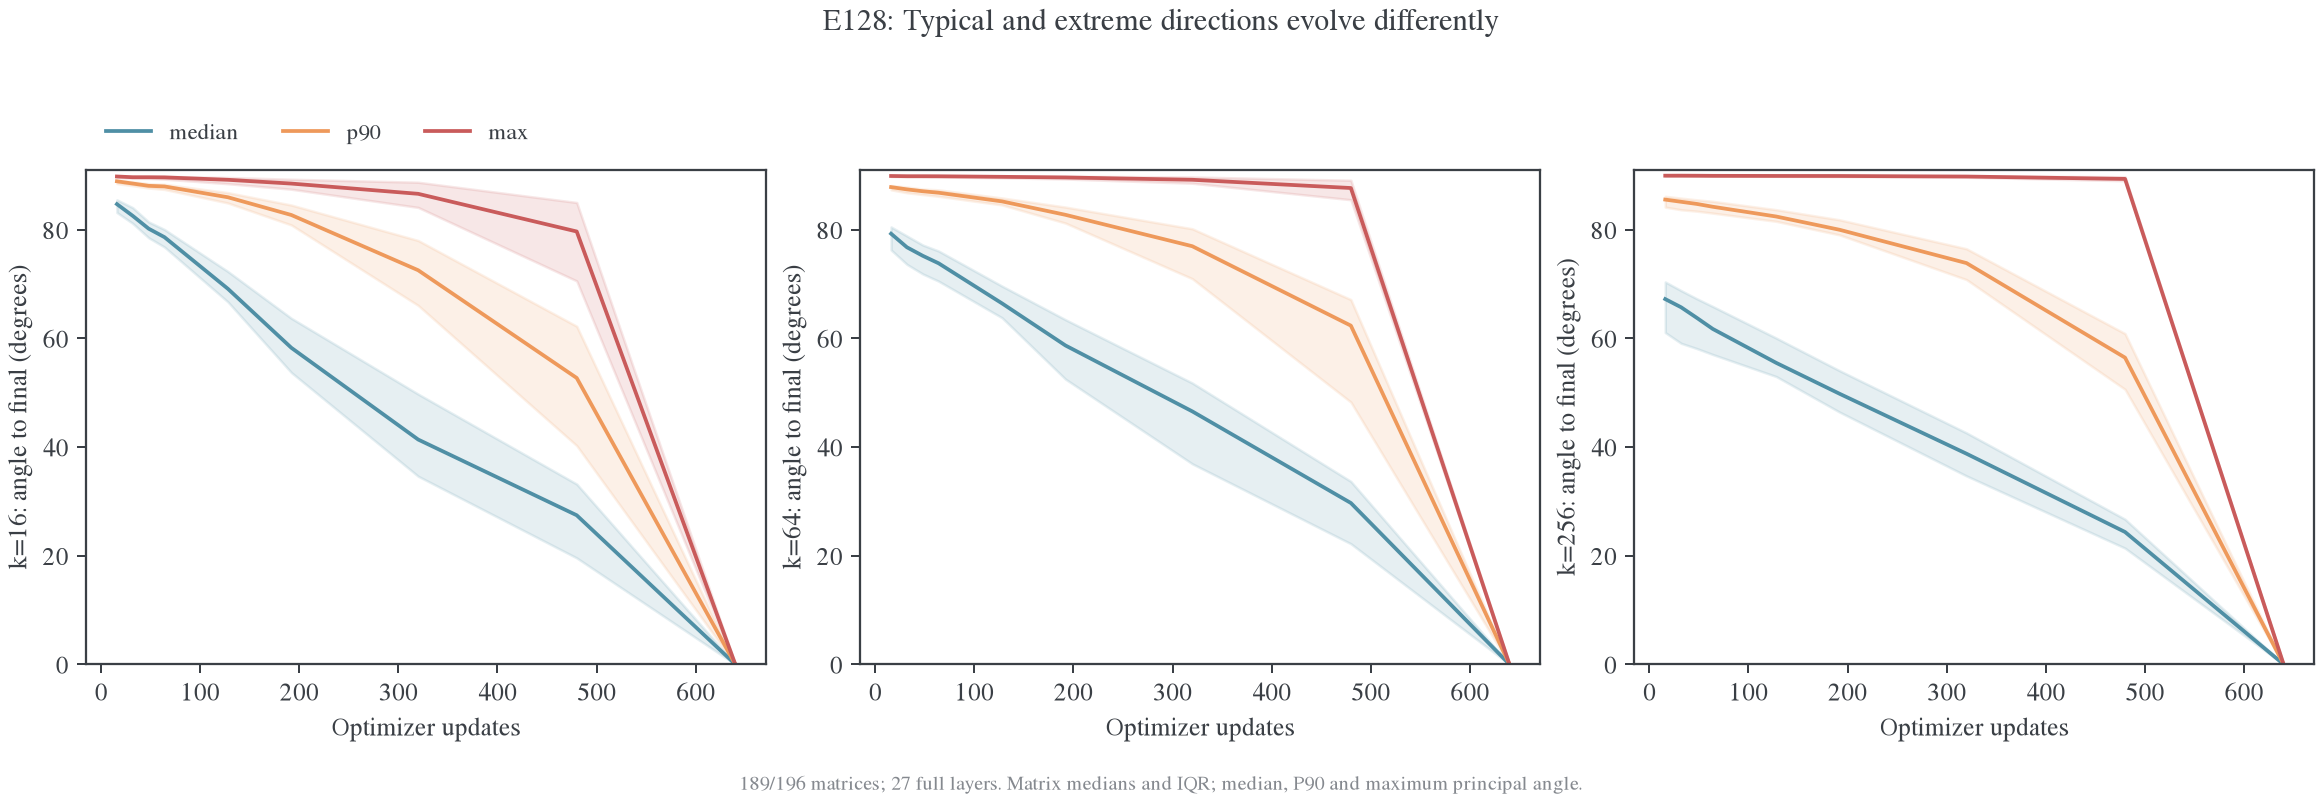 E128: Typical and extreme directions evolve differently
median p90 max
k=16: angle to final (degrees)
80
60
40
20
0
0 100 200 300 400 500 600
Optimizer updates
k=64: angle to final (degrees)
80
60
40
20
0
0 100 200 300 400 500 600
Optimizer updates
k=256: angle to final (degrees)
80
60
40
20
0
0 100 200 300 400 500 600
Optimizer updates
189/196 matrices; 27 full layers. Matrix medians and IQR; median, P90 and maximum principal angle.